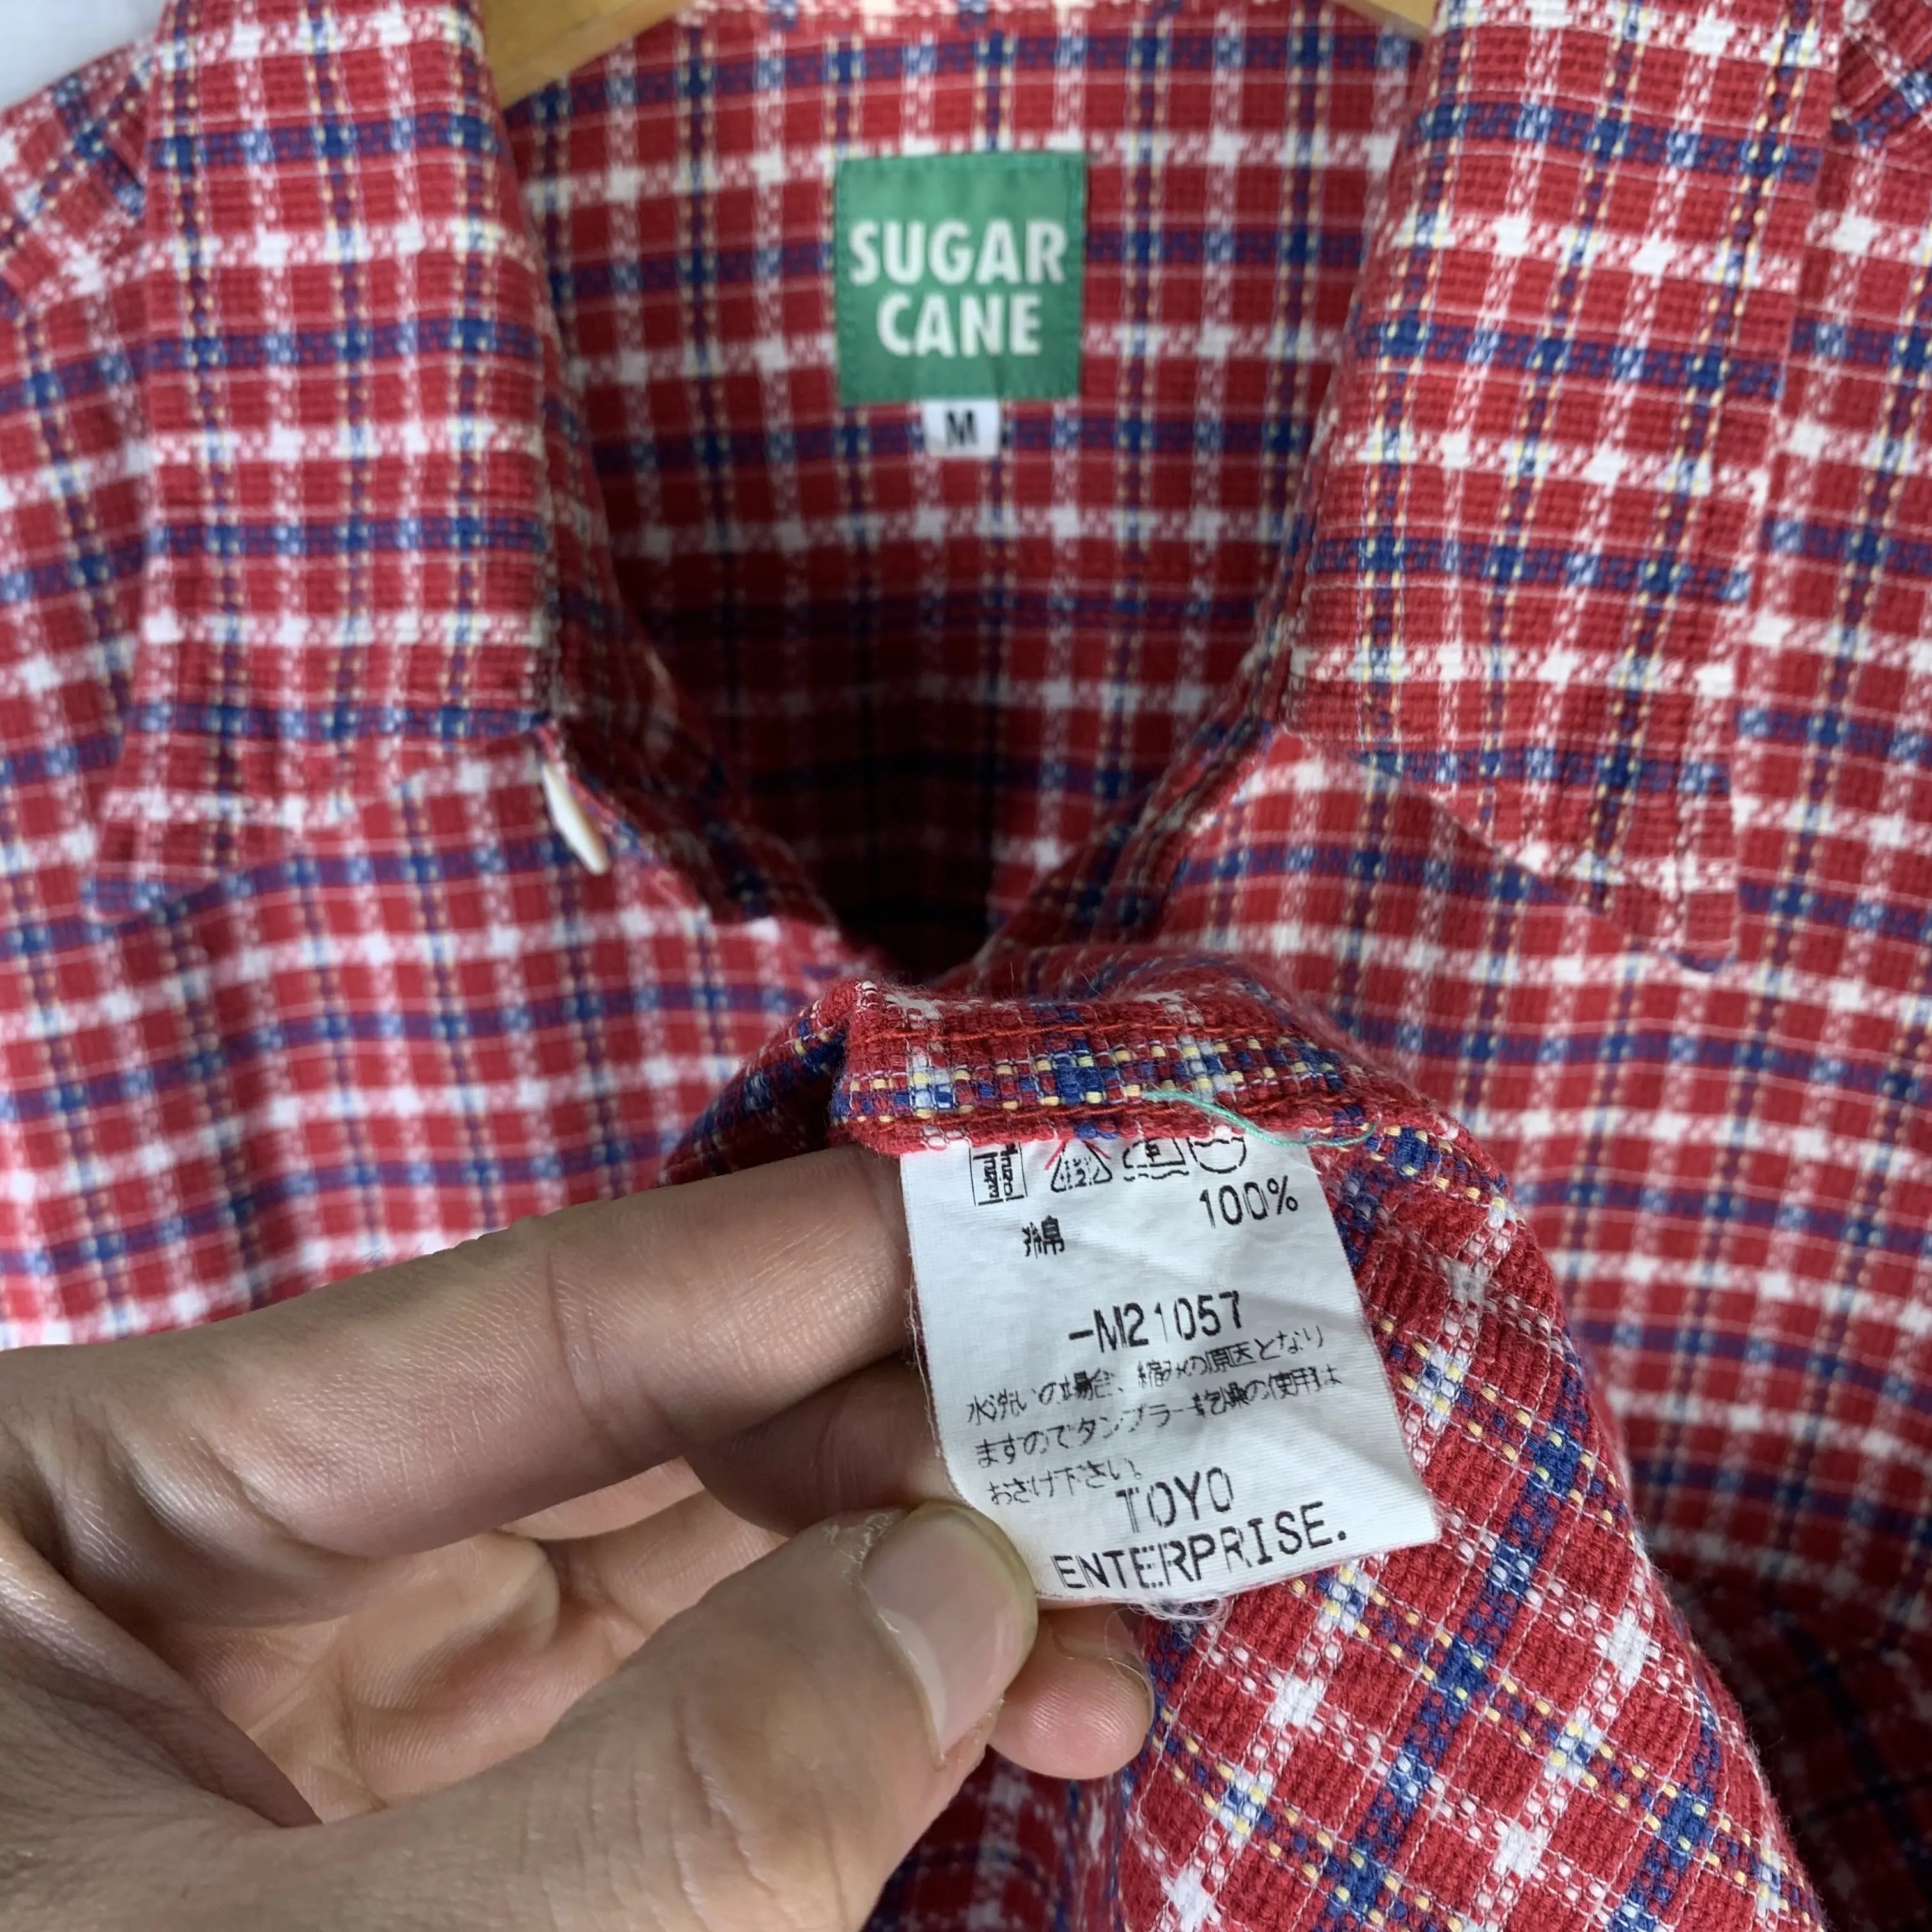 SUGAR
CANE
M
100%
綿
-M21057
水洗いの場合、縮みの原因となり
ますのでタンブラー乾燥の使用は
おさけ下さい。
TOYO
ENTERPRISE.